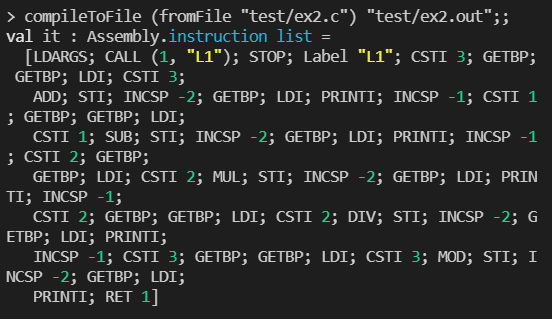 > compileToFile (fromFile "test/ex2.c") "test/ex2.out";;
val it : Assembly.instruction list =
  [LDARGS; CALL (1, "L1"); STOP; Label "L1"; CSTI 3; GETBP;
 GETBP; LDI; CSTI 3;
   ADD; STI; INCSP -2; GETBP; LDI; PRINTI; INCSP -1; CSTI 1
; GETBP; GETBP; LDI;
   CSTI 1; SUB; STI; INCSP -2; GETBP; LDI; PRINTI; INCSP -1
; CSTI 2; GETBP;
   GETBP; LDI; CSTI 2; MUL; STI; INCSP -2; GETBP; LDI; PRIN
TI; INCSP -1;
   CSTI 2; GETBP; GETBP; LDI; CSTI 2; DIV; STI; INCSP -2; G
ETBP; LDI; PRINTI;
   INCSP -1; CSTI 3; GETBP; GETBP; LDI; CSTI 3; MOD; STI; I
NCSP -2; GETBP; LDI;
   PRINTI; RET 1]